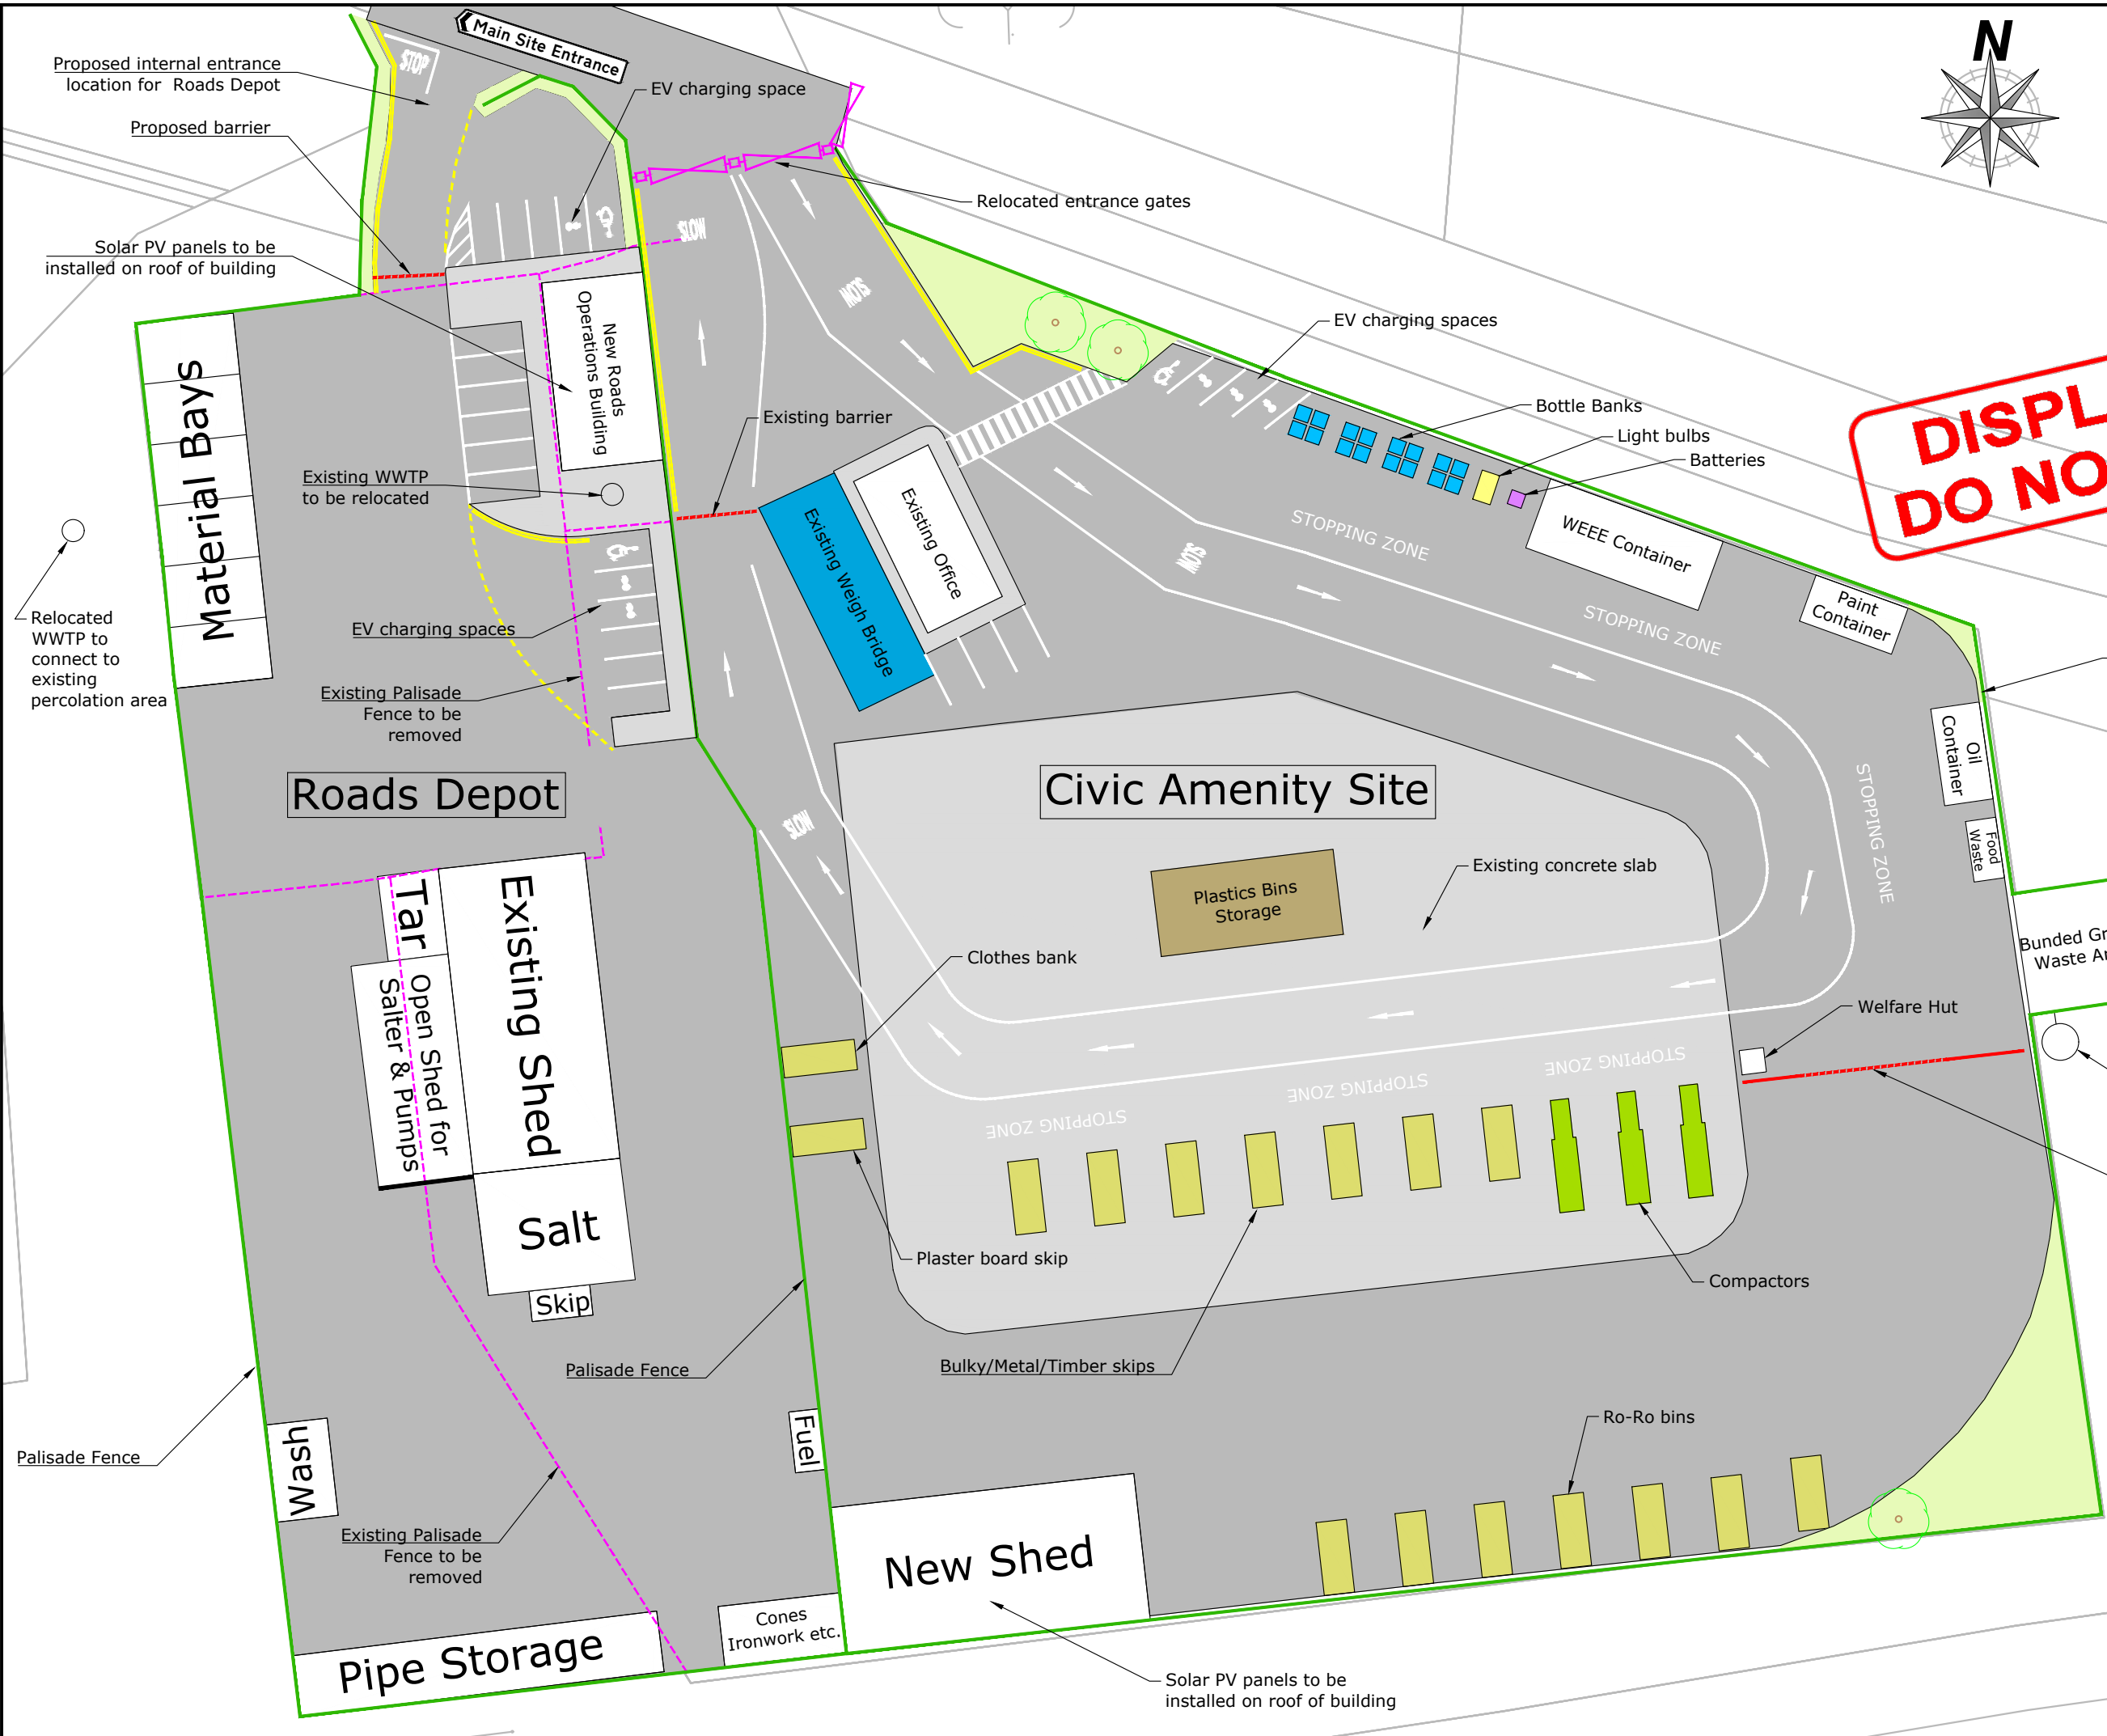 Main Site Entrance
N
STOP
Proposed internal entrance
location for Roads Depot
Proposed barrier
EV charging space
Relocated entrance gates
SLOW
Solar PV panels to be
installed on roof of building
New Roads
Operations Building
SLOW
EV charging spaces
Bottle Banks
Light bulbs
Batteries
DISPL
DO NO
Existing barrier
Material Bays
Existing WWTP
to be relocated
Existing Weigh Bridge
Existing Office
STOPPING ZONE
SLOW
WEEE Container
STOPPING ZONE
Paint
Container
Relocated
WWTP to
connect to
existing
percolation area
EV charging spaces
Existing Palisade
Fence to be
removed
Oil
Container
STOPPING ZONE
Food
Waste
Roads Depot
Civic Amenity Site
SLOW
Plastics Bins
Storage
Existing concrete slab
Tar
Existing Shed
Open Shed for
Salter & Pumps
Clothes bank
Bunded Gr
Waste Ar
Welfare Hut
STOPPING ZONE
STOPPING ZONE
STOPPING ZONE
Salt
Skip
Plaster board skip
Compactors
Palisade Fence
Bulky/Metal/Timber skips
Ro-Ro bins
Palisade Fence
Wash
Fuel
Existing Palisade
Fence to be
removed
New Shed
Cones
Ironwork etc.
Pipe Storage
Solar PV panels to be
installed on roof of building